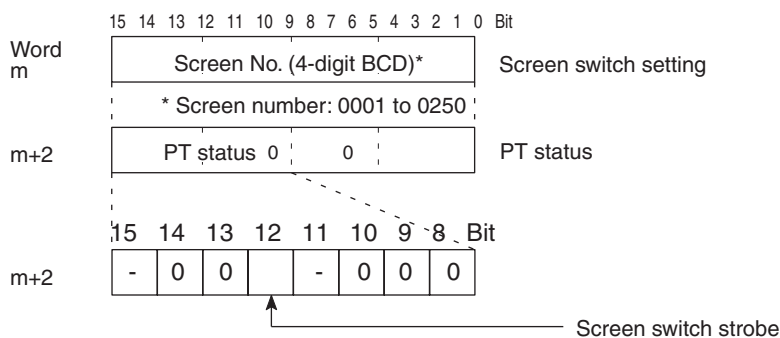 15 14 13 12 11 10 9 8 7 6 5 4 3 2 1 0 Bit
Word
m
Screen No. (4-digit BCD)*
Screen switch setting
* Screen number: 0001 to 0250
m+2
PT status 0 0
PT status
15 14 13 12 11 10 9 8 Bit
m+2
- 0 0 - 0 0 0
Screen switch strobe